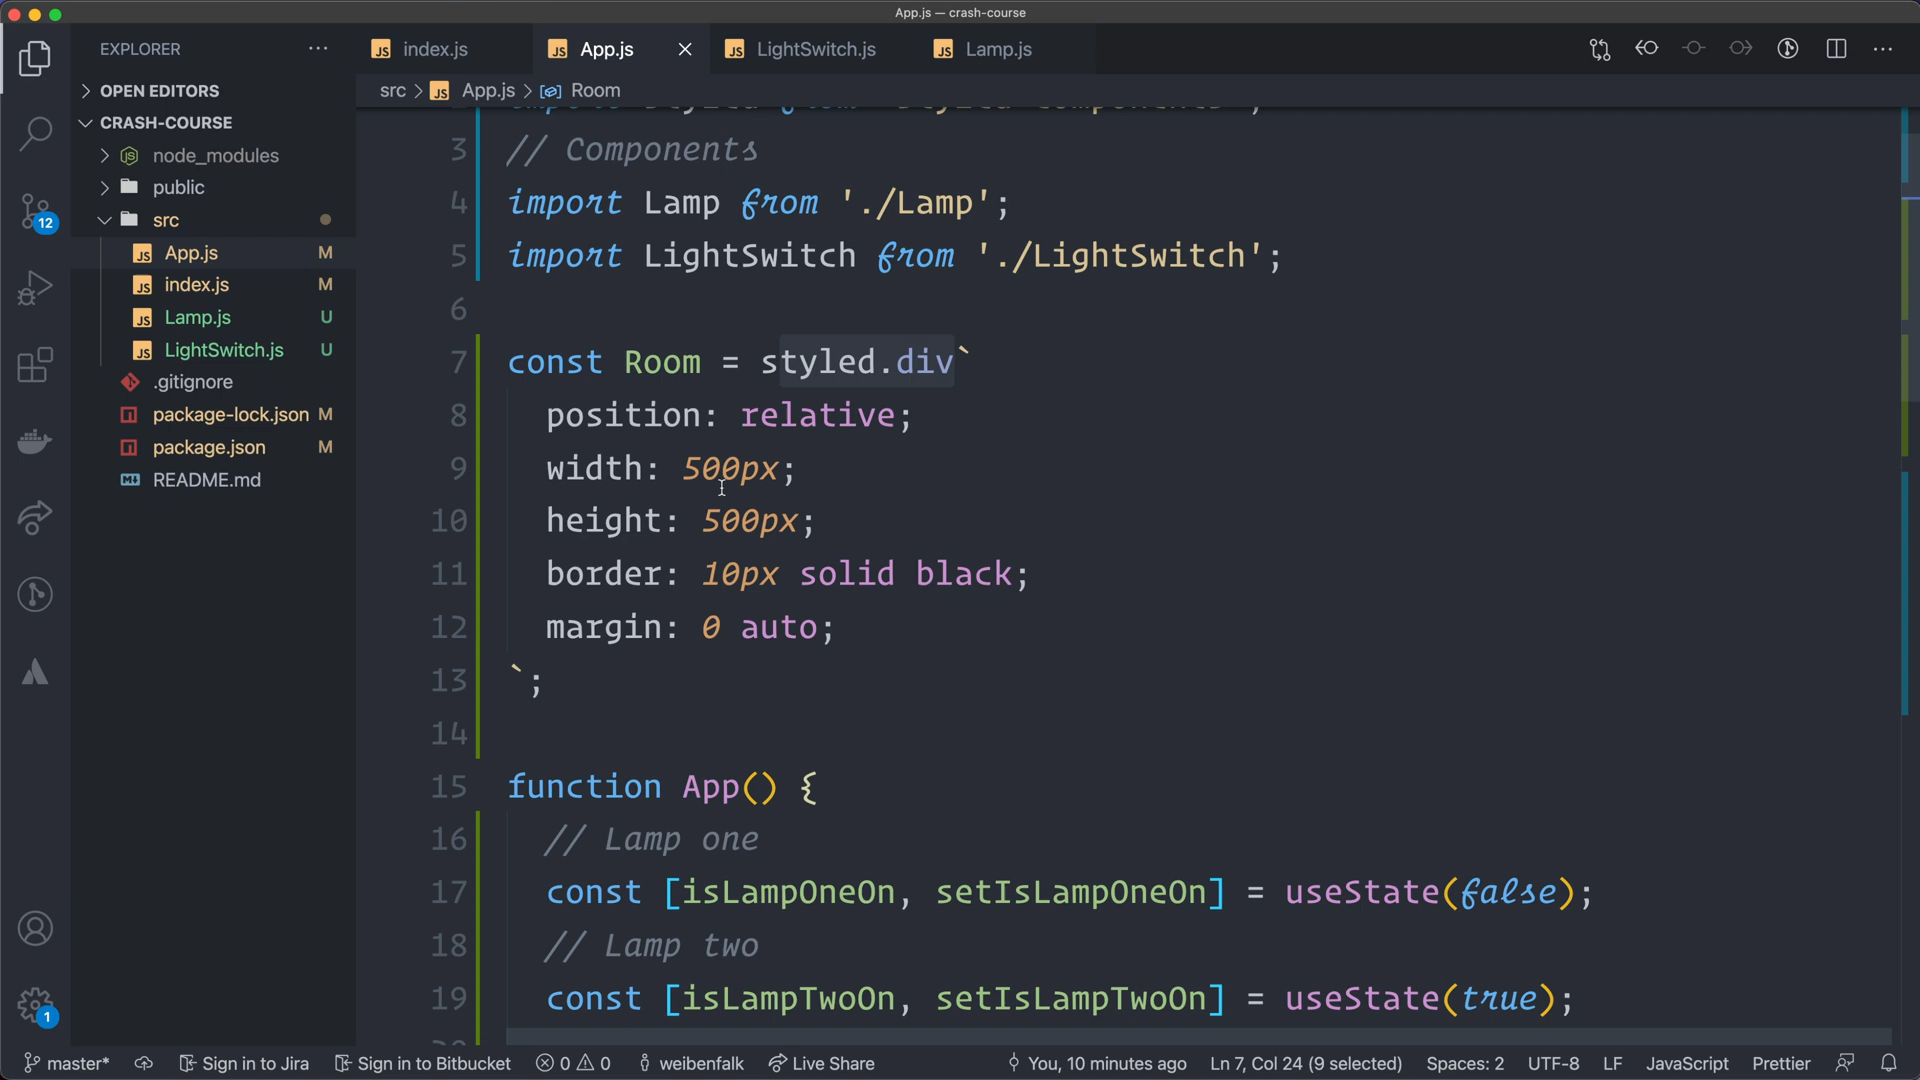 App.js — crash-course
EXPLORER
index.js
App.js
LightSwitch.js
Lamp.js
OPEN EDITORS
src > App.js > Room
CRASH-COURSE
node_modules
public
src
App.js M
index.js M
Lamp.js U
LightSwitch.js U
.gitignore
package-lock.json M
package.json M
README.md
12
1
3 // Components
4 import Lamp from './Lamp';
5 import LightSwitch from './LightSwitch';
6
7 const Room = styled.div`
8 position: relative;
9 width: 500px;
10 height: 500px;
11 border: 10px solid black;
12 margin: 0 auto;
13 `;
14
15 function App() {
16 // Lamp one
17 const [isLampOneOn, setIsLampOneOn] = useState(false);
18 // Lamp two
19 const [isLampTwoOn, setIsLampTwoOn] = useState(true);
master* Sign in to Jira Sign in to Bitbucket 0 0 weibenfalk Live Share You, 10 minutes ago Ln 7, Col 24 (9 selected) Spaces: 2 UTF-8 LF JavaScript Prettier